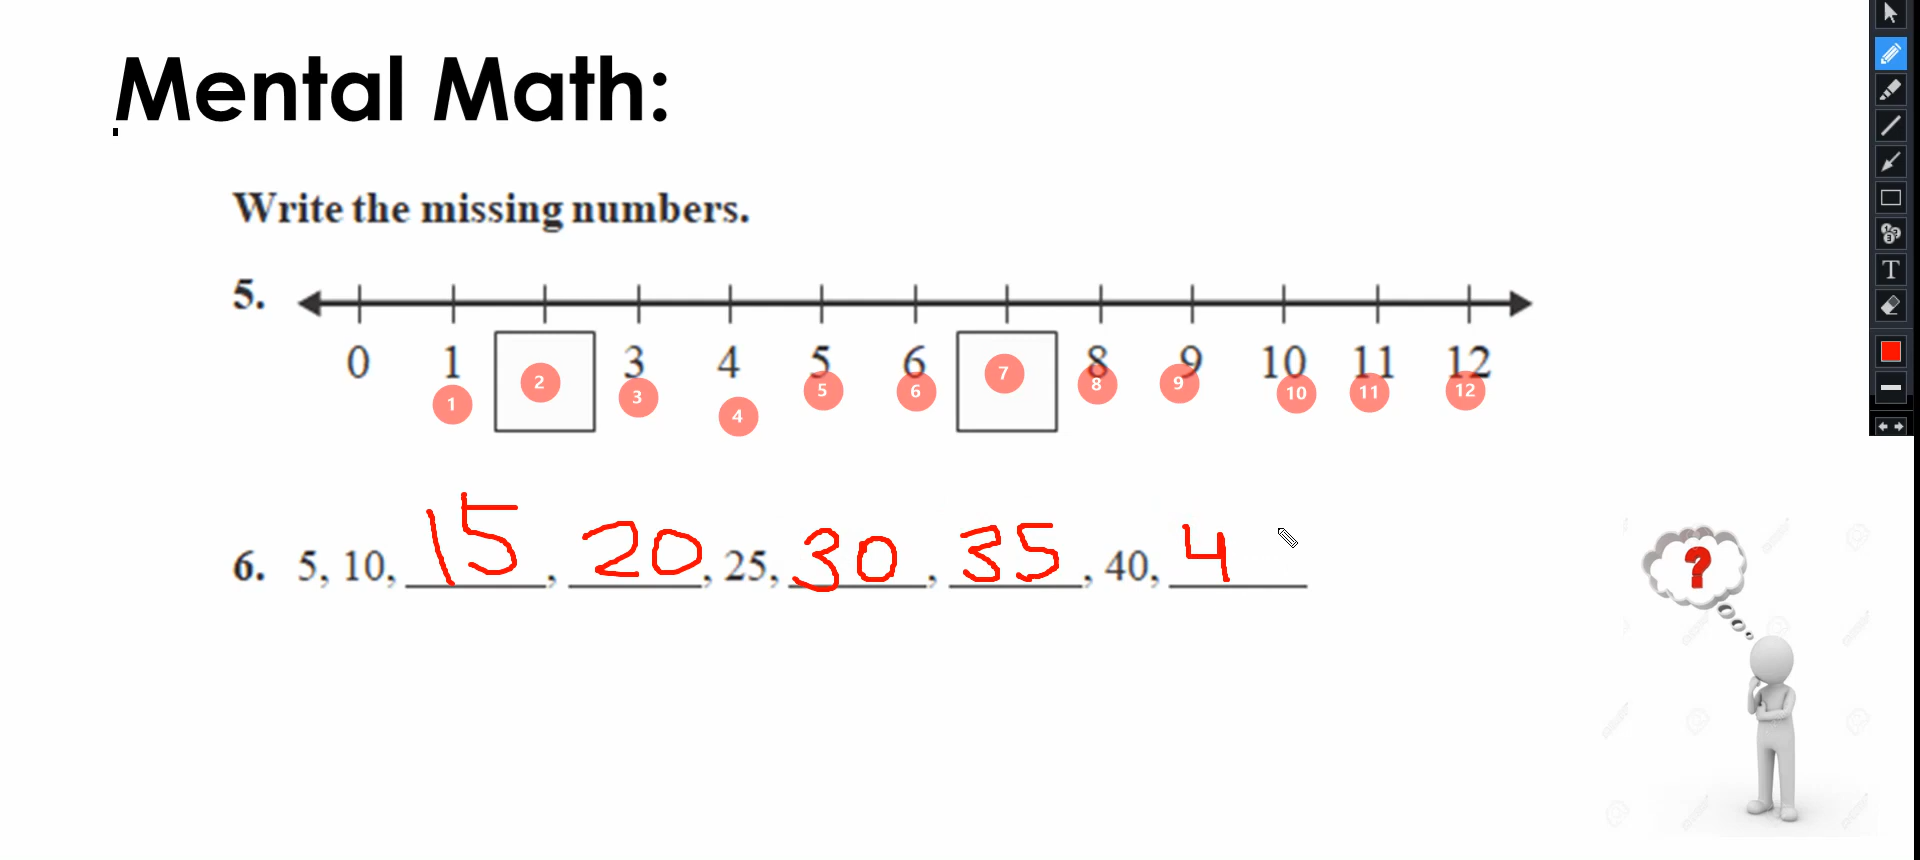 Mental Math:
Write the missing numbers.
5.
0 1 3 4 5 6 8 9 10 11 12
1 2 3 4 5 6 7 8 9 10 11 12
6. 5, 10, 15, 20, 25, 30, 35, 40, 4
?
T